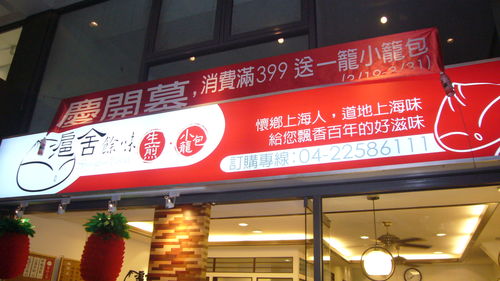 慶開幕，消費滿399 送一籠小籠包
(2/19-3/31)
滬舍餘味 生煎·小籠包
懷鄉上海人，道地上海味
給您飄香百年的好滋味
訂購專線：04-22586111